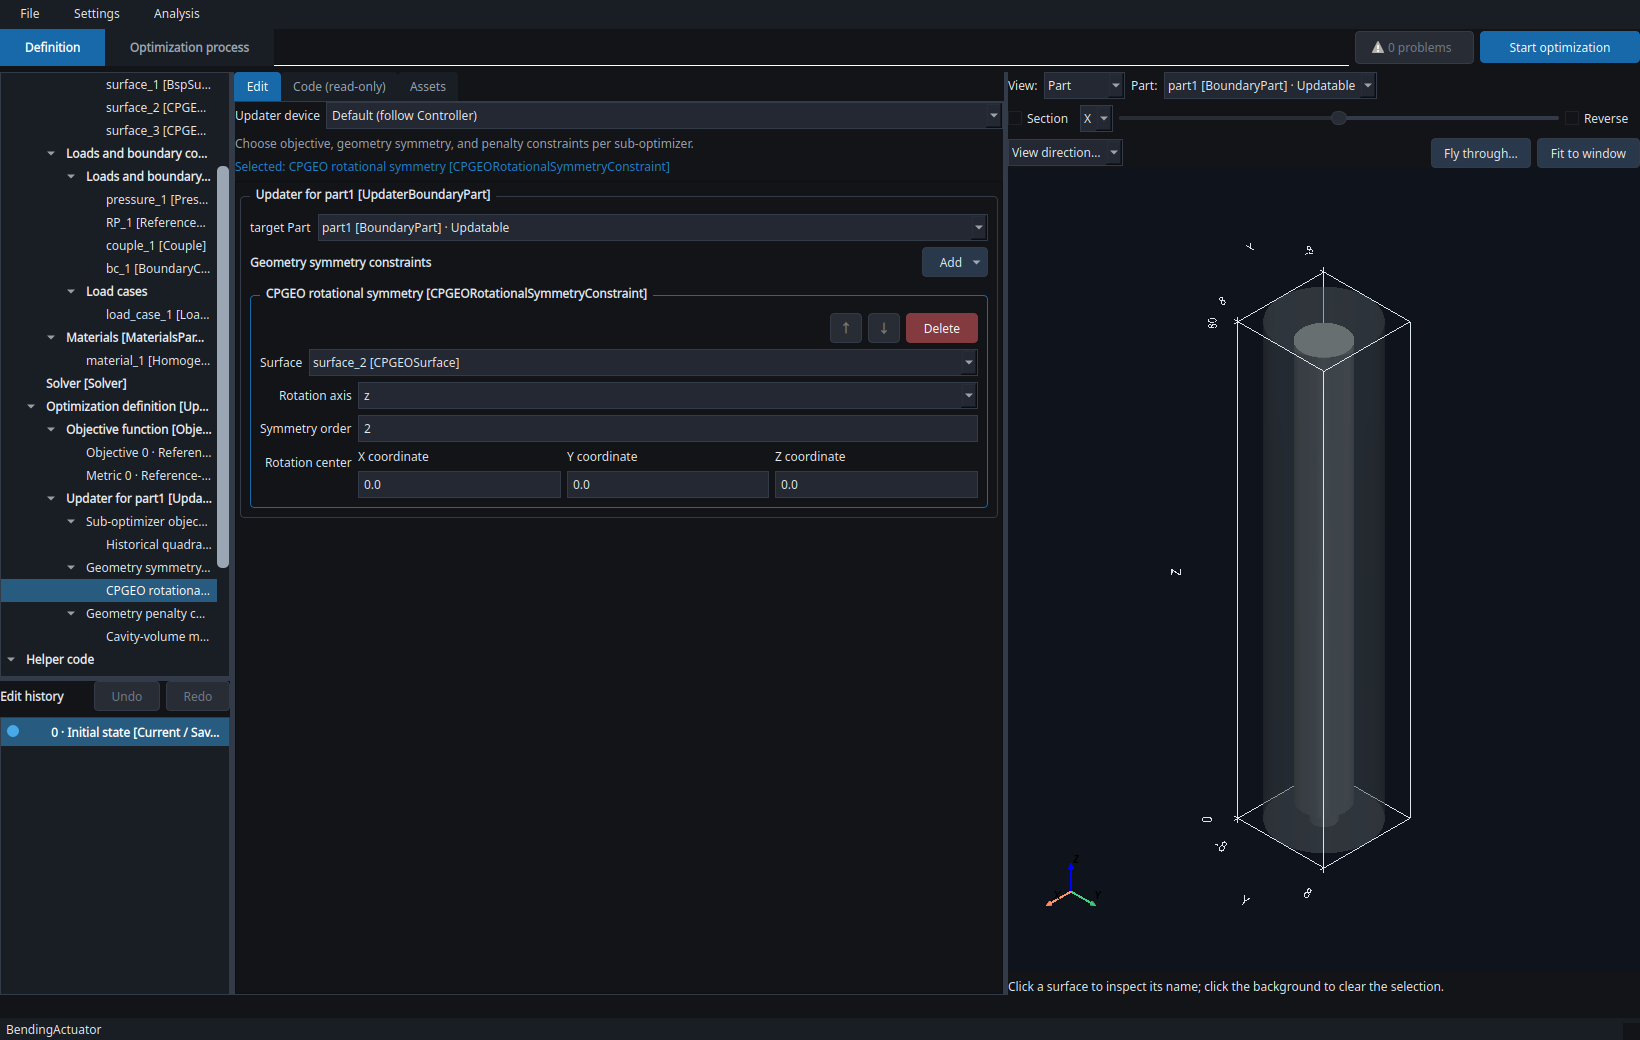 File Settings Analysis
Definition Optimization process 0 problems Start optimization
surface_1 [BspSu...
surface_2 [CPGE...
surface_3 [CPGE...
Loads and boundary co...
Loads and boundary...
pressure_1 [Pres...
RP_1 [Reference...
couple_1 [Couple]
bc_1 [BoundaryC...
Load cases
load_case_1 [Loa...
Materials [MaterialsPar...
material_1 [Homoge...
Solver [Solver]
Optimization definition [Up...
Objective function [Obje...
Objective 0 · Referen...
Metric 0 · Reference-...
Updater for part1 [Upda...
Sub-optimizer objec...
Historical quadra...
Geometry symmetry...
CPGEO rotationa...
Geometry penalty c...
Cavity-volume m...
Helper code
Edit history Undo Redo
0 · Initial state [Current / Sav...
Edit Code (read-only) Assets
Updater device Default (follow Controller)
Choose objective, geometry symmetry, and penalty constraints per sub-optimizer.
Selected: CPGEO rotational symmetry [CPGEORotationalSymmetryConstraint]
Updater for part1 [UpdaterBoundaryPart]
target Part part1 [BoundaryPart] · Updatable
Geometry symmetry constraints Add
CPGEO rotational symmetry [CPGEORotationalSymmetryConstraint]
↑ ↓ Delete
Surface surface_2 [CPGEOSurface]
Rotation axis z
Symmetry order 2
Rotation center X coordinate Y coordinate Z coordinate
0.0 0.0 0.0
View: Part Part: part1 [BoundaryPart] · Updatable
Section X Reverse
View direction... Fly through... Fit to window
Z
0
Z
Click a surface to inspect its name; click the background to clear the selection.
BendingActuator